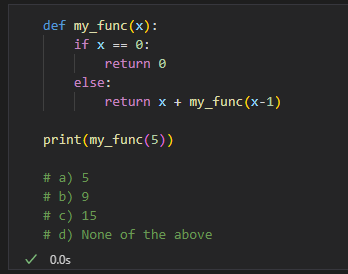 def my_func(x):
    if x == 0:
        return 0
    else:
        return x + my_func(x-1)

print(my_func(5))

# a) 5
# b) 9
# c) 15
# d) None of the above
✓ 0.0s